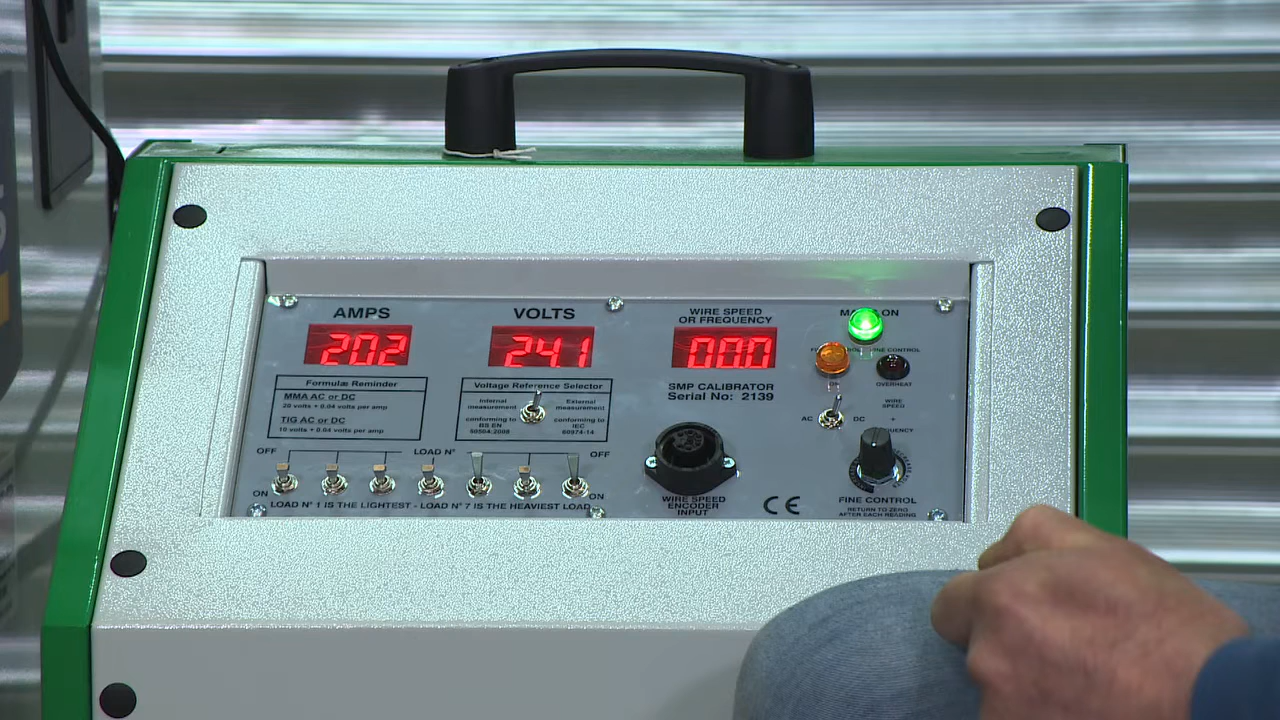 AMPS
VOLTS
WIRE SPEED
OR FREQUENCY
ON
202
24.1
000
FINE CONTROL
OVERHEAT
Formulæ Reminder
MMA AC or DC
20 volts + 0.04 volts per amp
TIG AC or DC
10 volts + 0.04 volts per amp
Voltage Reference Selector
Internal
measurement
conforming to
BS EN
50504:2008
External
measurement
conforming to
IEC
60974-14
SMP CALIBRATOR
Serial No: 2139
WIRE
SPEED
+
AC
DC
OFF
LOAD N°
OFF
ON
ON
LOAD N° 1 IS THE LIGHTEST - LOAD N° 7 IS THE HEAVIEST LOAD
WIRE SPEED
ENCODER
INPUT
CE
FINE CONTROL
RETURN TO ZERO
AFTER EACH READING